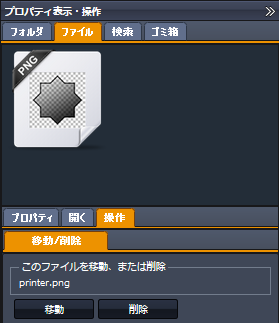 プロパティ表示・操作
フォルダ ファイル 検索 ゴミ箱
PNG
プロパティ 開く 操作
移動/削除
このファイルを移動、または削除
printer.png
移動 削除